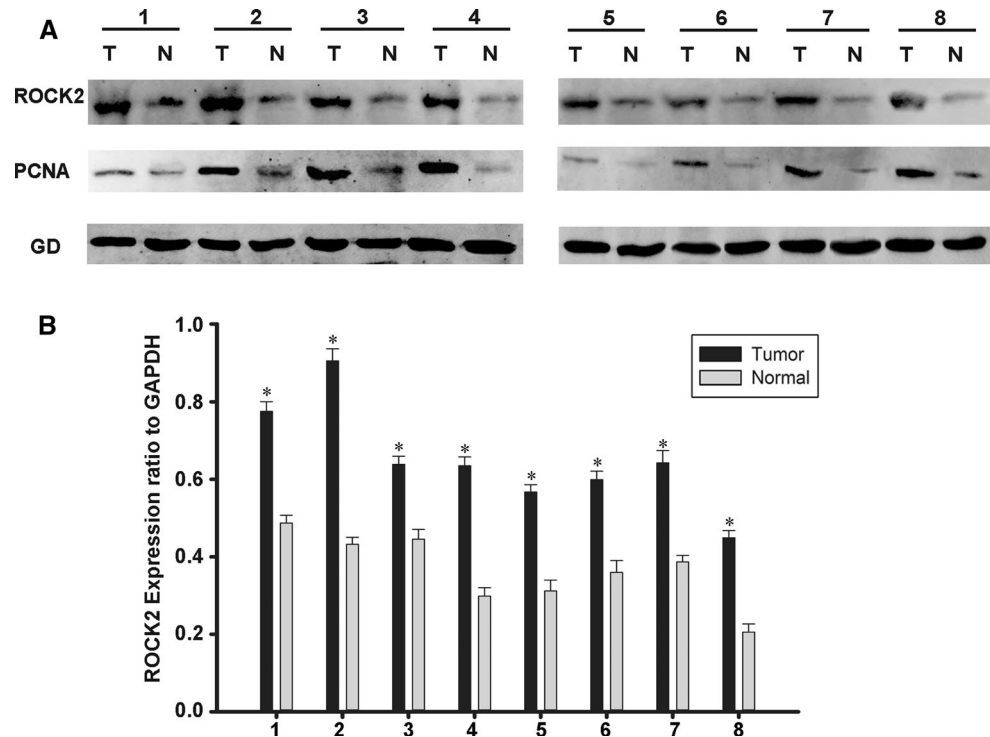 A
1 2 3 4 5 6 7 8
T N T N T N T N T N T N T N T N
ROCK2
PCNA
GD
B
ROCK2 Expression ratio to GAPDH
1.0
0.8
0.6
0.4
0.2
0.0
* * * * * * * *
Tumor
Normal
1 2 3 4 5 6 7 8